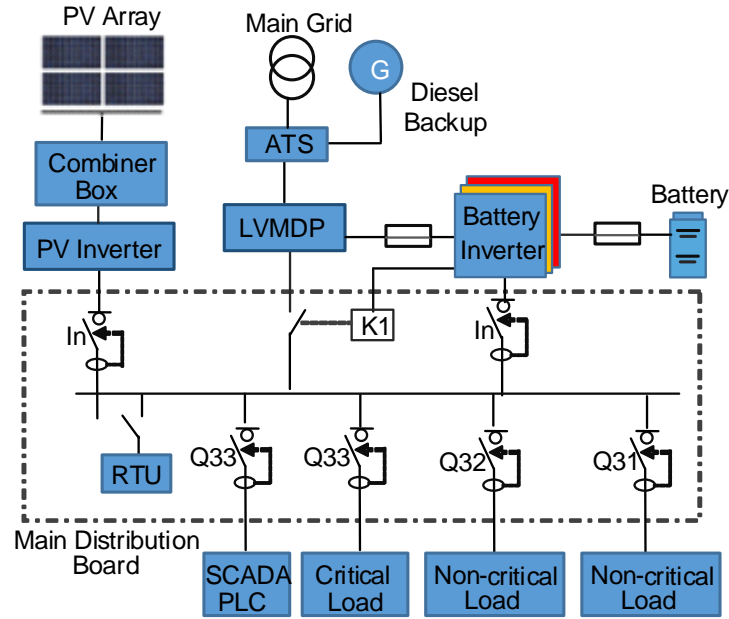 PV Array
Main Grid
G
Diesel
Backup
ATS
Combiner
Box
LVMDP
Battery
Inverter
Battery
PV Inverter
In
K1
In
RTU
Q33
Q33
Q32
Q31
Main Distribution
Board
SCADA
PLC
Critical
Load
Non-critical
Load
Non-critical
Load